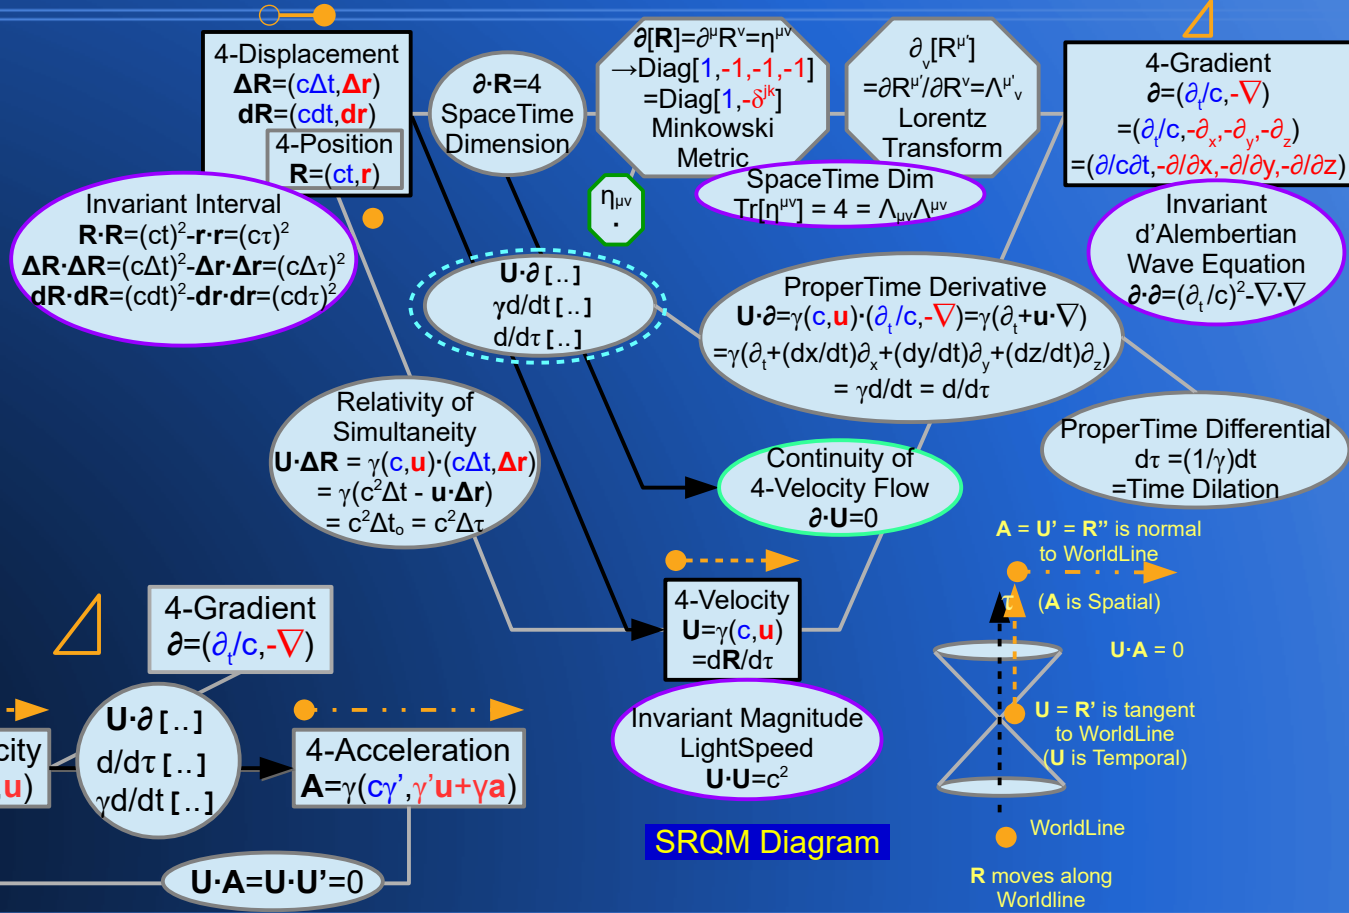 4-Displacement
ΔR=(cΔt,Δr)
dR=(cdt,dr)
4-Position
R=(ct,r)
∂·R=4
SpaceTime
Dimension
∂[R]=∂^μR^ν=η^μν
→Diag[1,-1,-1,-1]
=Diag[1,-δ^jk]
Minkowski
Metric
∂_ν[R^μ']
=∂R^μ'/∂R^ν=Λ^μ'_ν
Lorentz
Transform
4-Gradient
∂=(∂_t/c,-∇)
=(∂_t/c,-∂_x,-∂_y,-∂_z)
=(∂/c∂t,-∂/∂x,-∂/∂y,-∂/∂z)
Invariant Interval
R·R=(ct)²-r·r=(cτ)²
ΔR·ΔR=(cΔt)²-Δr·Δr=(cΔτ)²
dR·dR=(cdt)²-dr·dr=(cdτ)²
η_μν
.
SpaceTime Dim
Tr[η^μν] = 4 = Λ_μνΛ^μν
Invariant
d'Alembertian
Wave Equation
∂·∂=(∂_t/c)²-∇·∇
U·∂ [..]
γd/dt [..]
d/dτ [..]
ProperTime Derivative
U·∂=γ(c,u)·(∂_t/c,-∇)=γ(∂_t+u·∇)
=γ(∂_t+(dx/dt)∂_x+(dy/dt)∂_y+(dz/dt)∂_z)
= γd/dt = d/dτ
Relativity of
Simultaneity
U·ΔR = γ(c,u)·(cΔt,Δr)
= γ(c²Δt - u·Δr)
= c²Δt_o = c²Δτ
Continuity of
4-Velocity Flow
∂·U=0
ProperTime Differential
dτ =(1/γ)dt
=Time Dilation
4-Velocity
U=γ(c,u)
=dR/dτ
Invariant Magnitude
LightSpeed
U·U=c²
A = U' = R'' is normal
to WorldLine
τ
(A is Spatial)
U·A = 0
U = R' is tangent
to WorldLine
(U is Temporal)
WorldLine
R moves along
Worldline
4-Gradient
∂=(∂_t/c,-∇)
city
,u)
U·∂ [..]
d/dτ [..]
γd/dt [..]
4-Acceleration
A=γ(cγ',γ'u+γa)
U·A=U·U'=0
SRQM Diagram